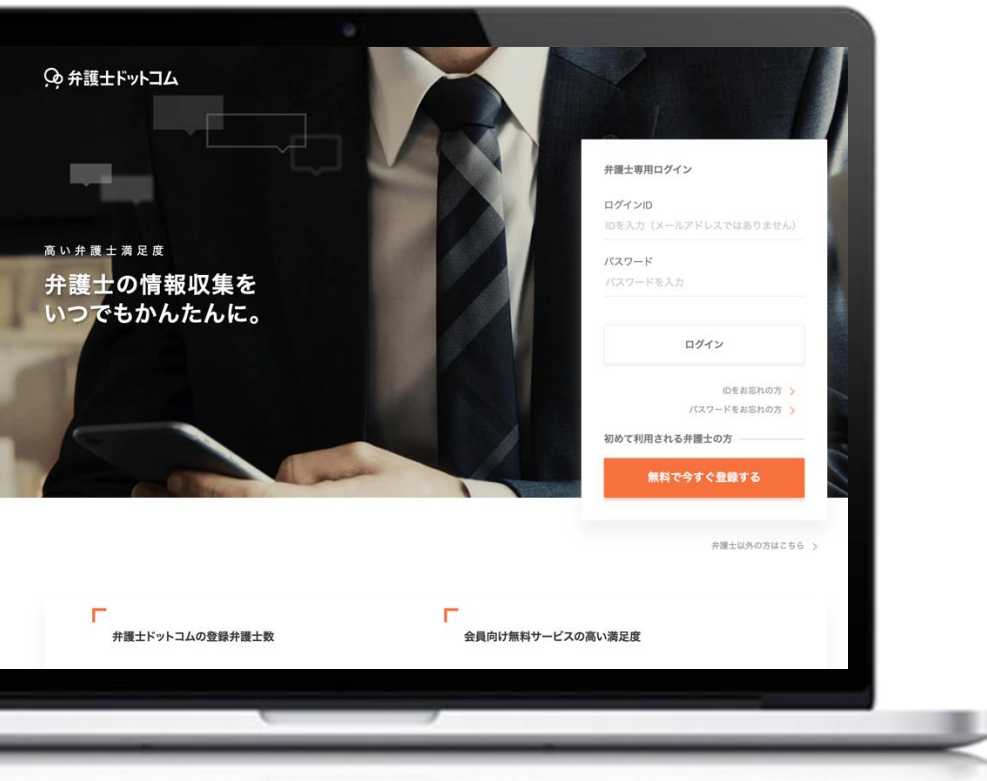 弁護士ドットコム
高い弁護士満足度
弁護士の情報収集を
いつでもかんたんに。
弁護士専用ログイン
ログインID
IDを入力（メールアドレスではありません）
パスワード
パスワードを入力
ログイン
IDをお忘れの方
パスワードをお忘れの方
初めて利用される弁護士の方
無料で今すぐ登録する
弁護士以外の方はこちら
弁護士ドットコムの登録弁護士数
会員向け無料サービスの高い満足度